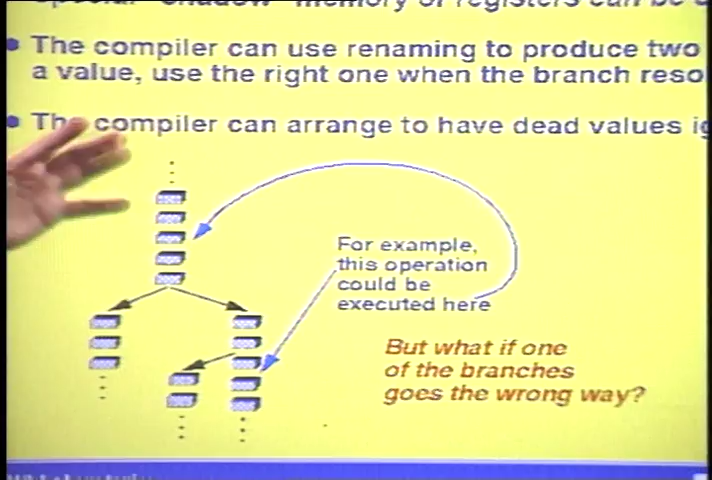 The compiler can use renaming to produce two
a value, use the right one when the branch
The compiler can arrange to have dead values
For example,
this operation
could be
executed here
But what if one
of the branches
goes the wrong way?